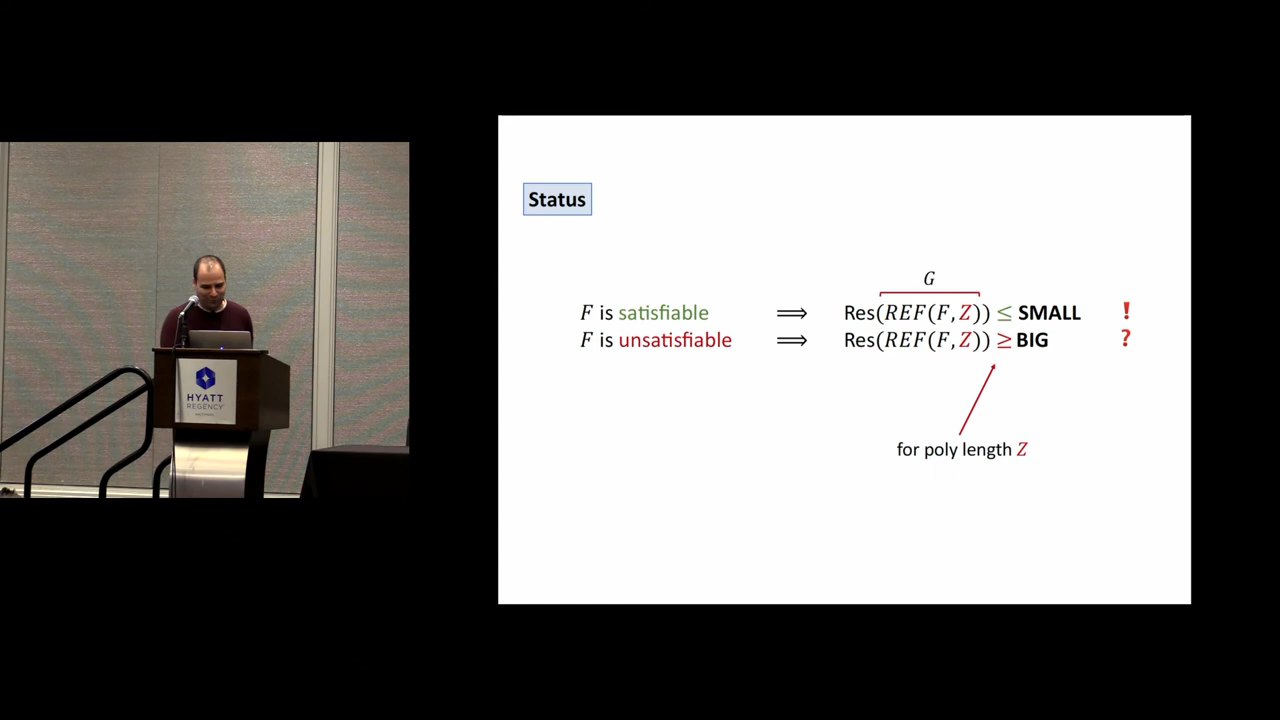 HYATT
REGENCY
Status
G
F is satisfiable ⟹ Res(REF(F, Z)) ≤ SMALL !
F is unsatisfiable ⟹ Res(REF(F, Z)) ≥ BIG ?
for poly length Z